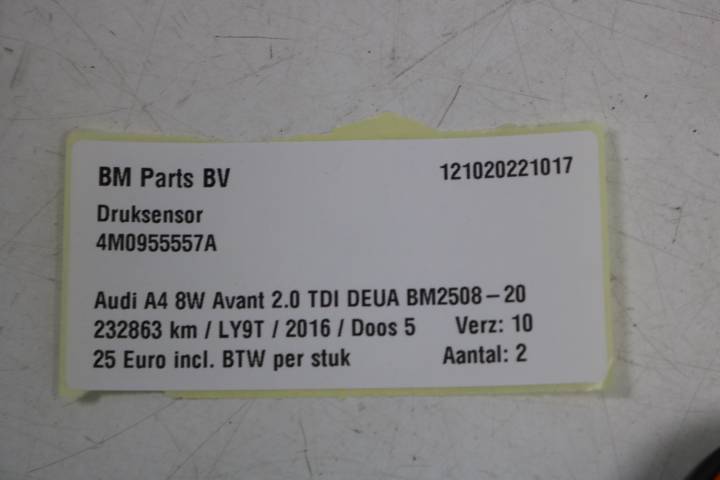 BM Parts BV 121020221017
Druksensor
4M0955557A
Audi A4 8W Avant 2.0 TDI DEUA BM2508-20
232863 km / LY9T / 2016 / Doos 5 Verz: 10
25 Euro incl. BTW per stuk Aantal: 2